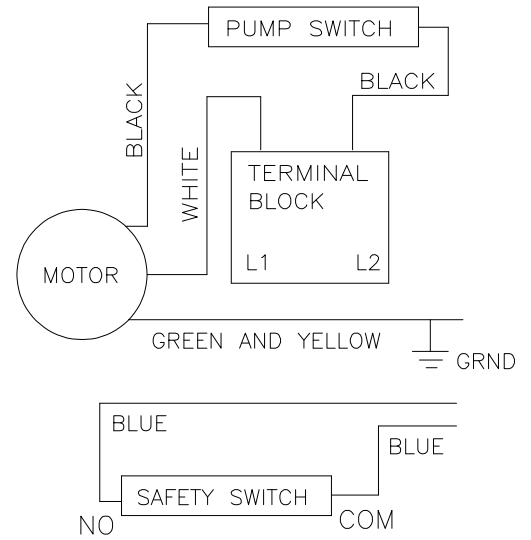 PUMP SWITCH
BLACK
BLACK
WHITE
TERMINAL
BLOCK
L1
L2
MOTOR
GREEN AND YELLOW
GRND
BLUE
BLUE
SAFETY SWITCH
NO
COM